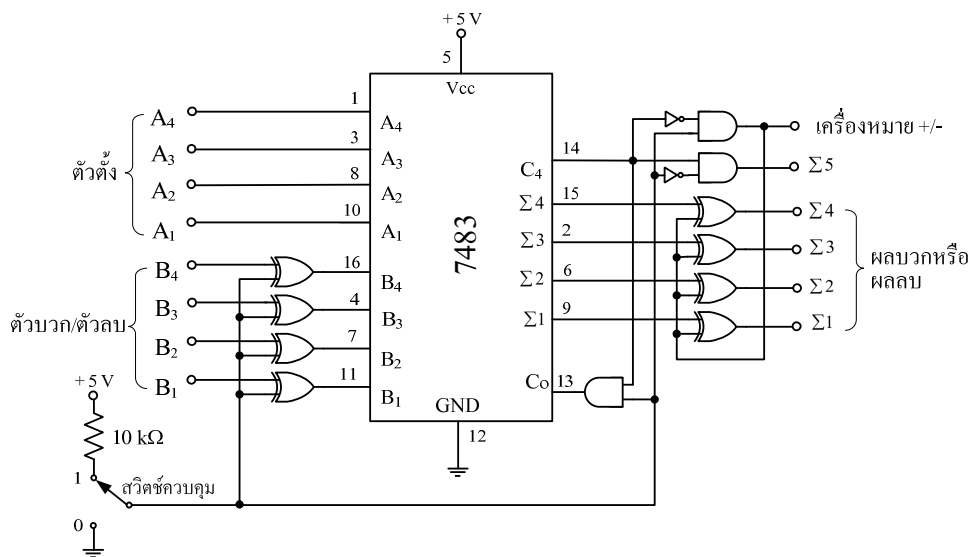 +5 V
5
Vcc
A4
1
A4
A3
3
A3
A2
8
A2
A1
10
A1
ตัวตั้ง
B4
16
B4
B3
4
B3
B2
7
B2
B1
11
B1
ตัวบวก/ตัวลบ
7483
14
C4
15
Σ4
2
Σ3
6
Σ2
9
Σ1
Co
13
GND
12
เครื่องหมาย +/-
Σ5
Σ4
Σ3
Σ2
Σ1
ผลบวกหรือ
ผลลบ
+5 V
10 kΩ
1
สวิตช์ควบคุม
0